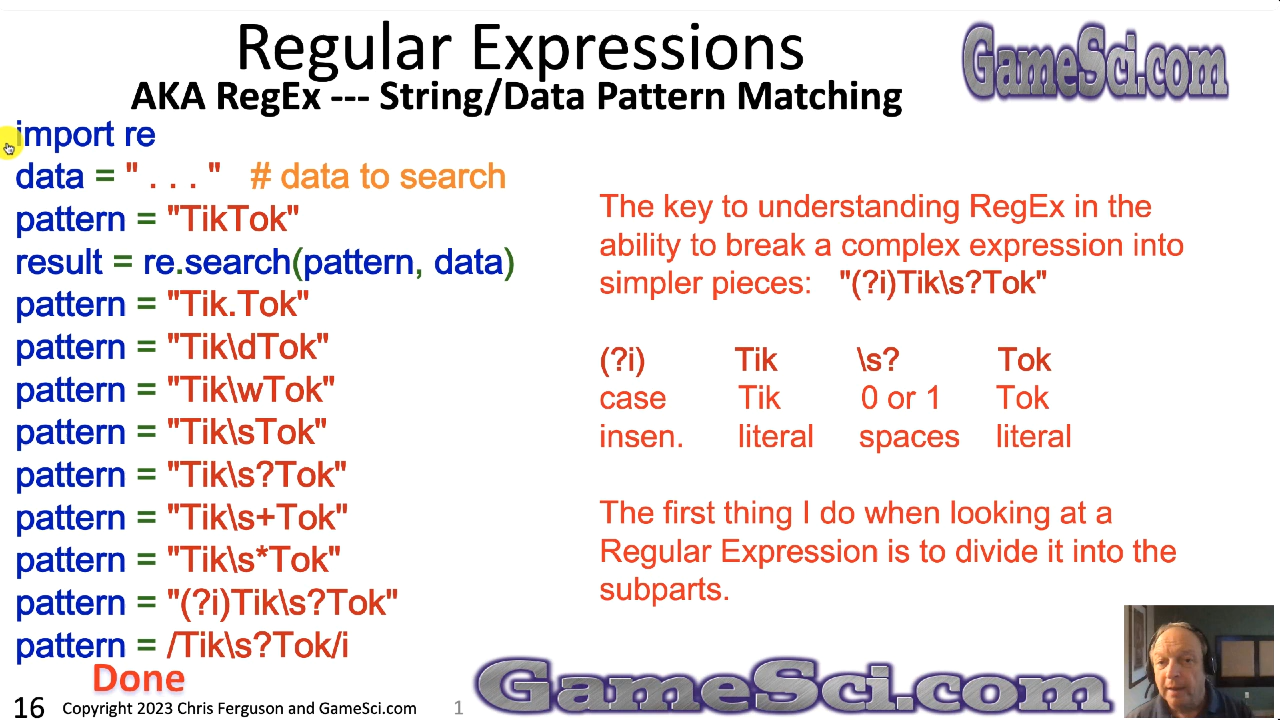 Regular Expressions
AKA RegEx --- String/Data Pattern Matching
GameSci.com
import re
data = " . . . "   # data to search
pattern = "TikTok"
result = re.search(pattern, data)
pattern = "Tik.Tok"
pattern = "Tik\dTok"
pattern = "Tik\wTok"
pattern = "Tik\sTok"
pattern = "Tik\s?Tok"
pattern = "Tik\s+Tok"
pattern = "Tik\s*Tok"
pattern = "(?i)Tik\s?Tok"
pattern = /Tik\s?Tok/i
Done
The key to understanding RegEx in the
ability to break a complex expression into
simpler pieces:   "(?i)Tik\s?Tok"
(?i)   Tik   \s?   Tok
case   Tik   0 or 1   Tok
insen.   literal   spaces   literal
The first thing I do when looking at a
Regular Expression is to divide it into the
subparts.
16   Copyright 2023 Chris Ferguson and GameSci.com   1
GameSci.com